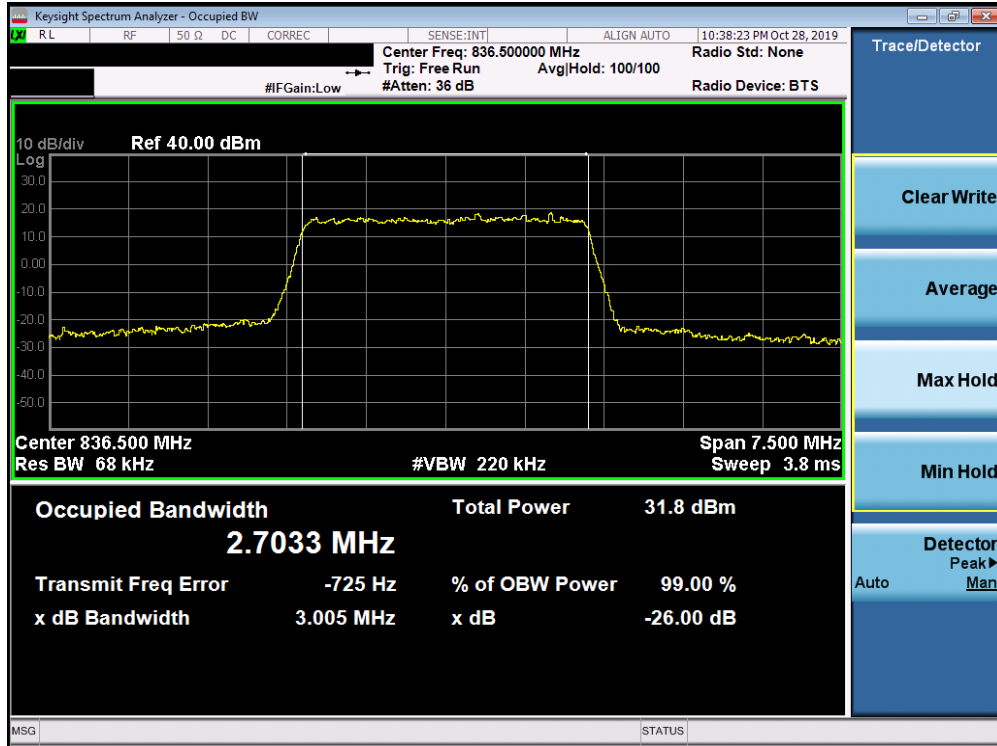 Keysight Spectrum Analyzer - Occupied BW
LXI RL RF 50 Ω DC CORREC SENSE:INT ALIGN AUTO 10:38:23 PM Oct 28, 2019
Center Freq: 836.500000 MHz Radio Std: None
Trig: Free Run Avg|Hold: 100/100
#IFGain:Low #Atten: 36 dB Radio Device: BTS
Trace/Detector
10 dB/div Ref 40.00 dBm
Log
30.0
20.0
10.0
0.00
-10.0
-20.0
-30.0
-40.0
-50.0
Center 836.500 MHz Span 7.500 MHz
Res BW 68 kHz #VBW 220 kHz Sweep 3.8 ms
Occupied Bandwidth Total Power 31.8 dBm
2.7033 MHz
Transmit Freq Error -725 Hz % of OBW Power 99.00 %
x dB Bandwidth 3.005 MHz x dB -26.00 dB
Clear Write
Average
Max Hold
Min Hold
Detector
Peak▶
Auto Man
MSG STATUS